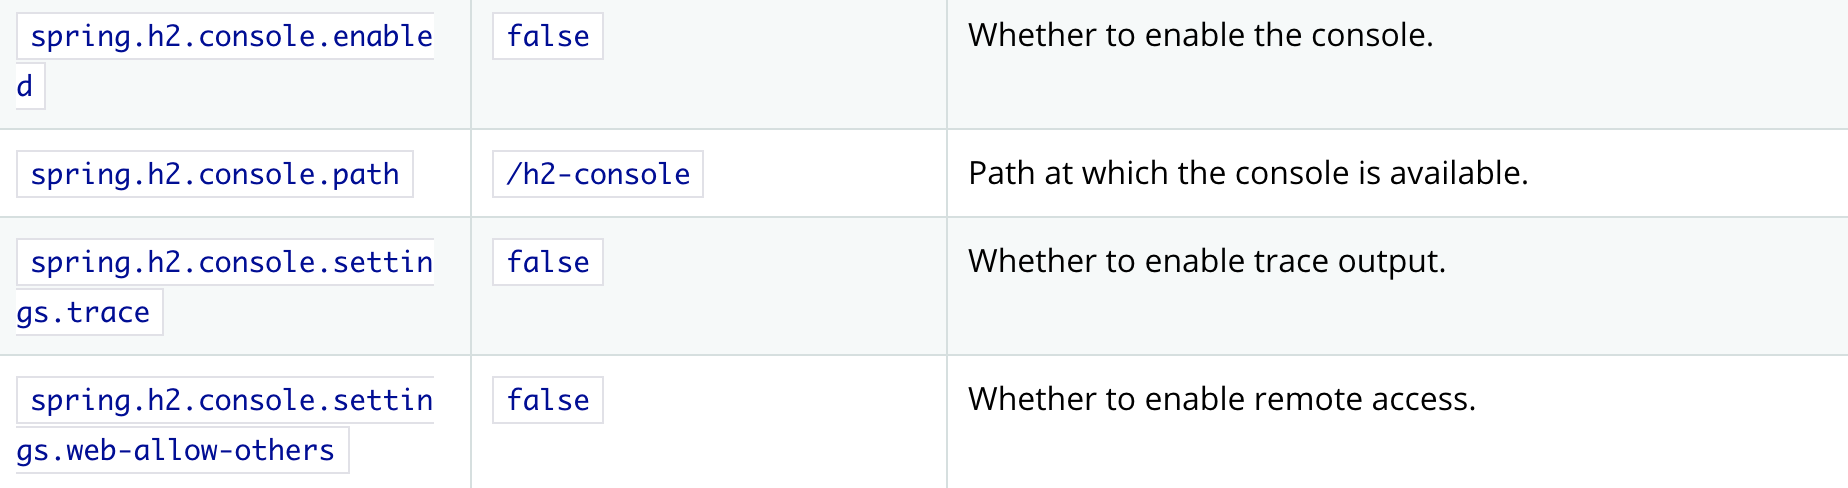 spring.h2.console.enable
d
false
Whether to enable the console.
spring.h2.console.path
/h2-console
Path at which the console is available.
spring.h2.console.settin
gs.trace
false
Whether to enable trace output.
spring.h2.console.settin
gs.web-allow-others
false
Whether to enable remote access.